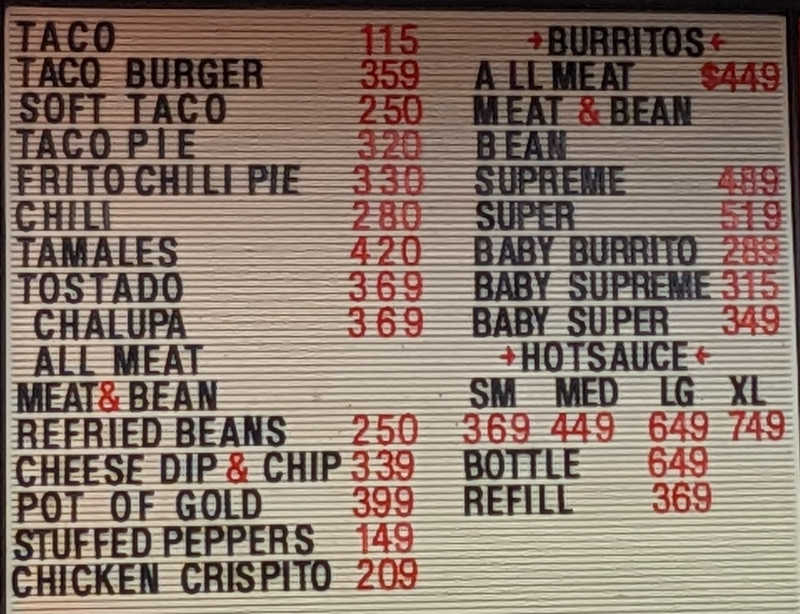 TACO 115
TACO BURGER 359
SOFT TACO 250
TACO PIE 320
FRITO CHILI PIE 330
CHILI 280
TAMALES 420
TOSTADO 369
CHALUPA 369
ALL MEAT
MEAT & BEAN
REFRIED BEANS 250
CHEESE DIP & CHIP 339
POT OF GOLD 399
STUFFED PEPPERS 149
CHICKEN CRISPITO 209
→BURRITOS←
ALL MEAT $449
MEAT & BEAN
BEAN
SUPREME 489
SUPER 519
BABY BURRITO 289
BABY SUPREME 315
BABY SUPER 349
→HOTSAUCE←
SM MED LG XL
369 449 649 749
BOTTLE 649
REFILL 369